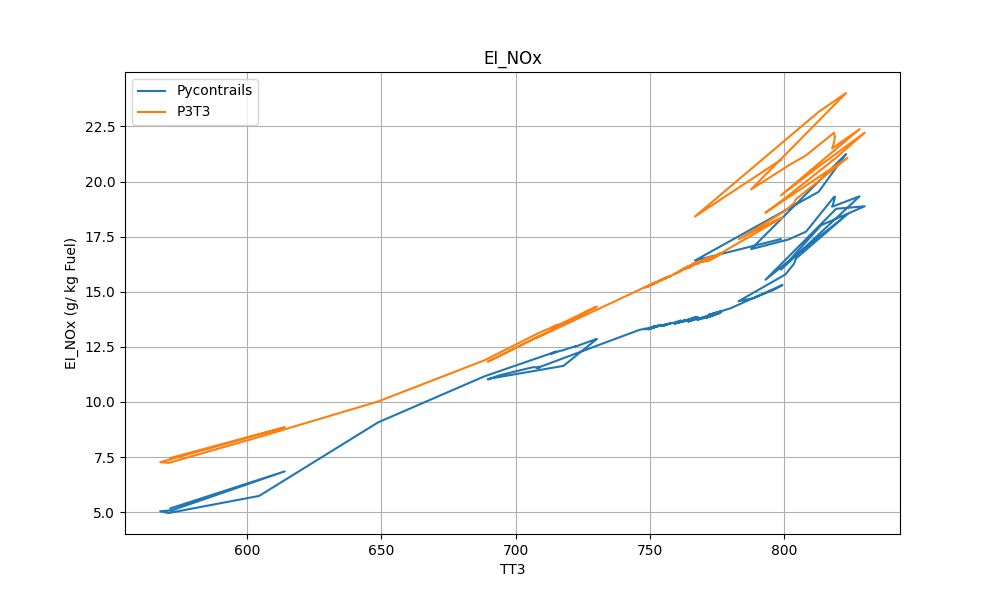 EI_NOx
Pycontrails
P3T3
EI_NOx (g/ kg Fuel)
22.5
20.0
17.5
15.0
12.5
10.0
7.5
5.0
600 650 700 750 800
TT3